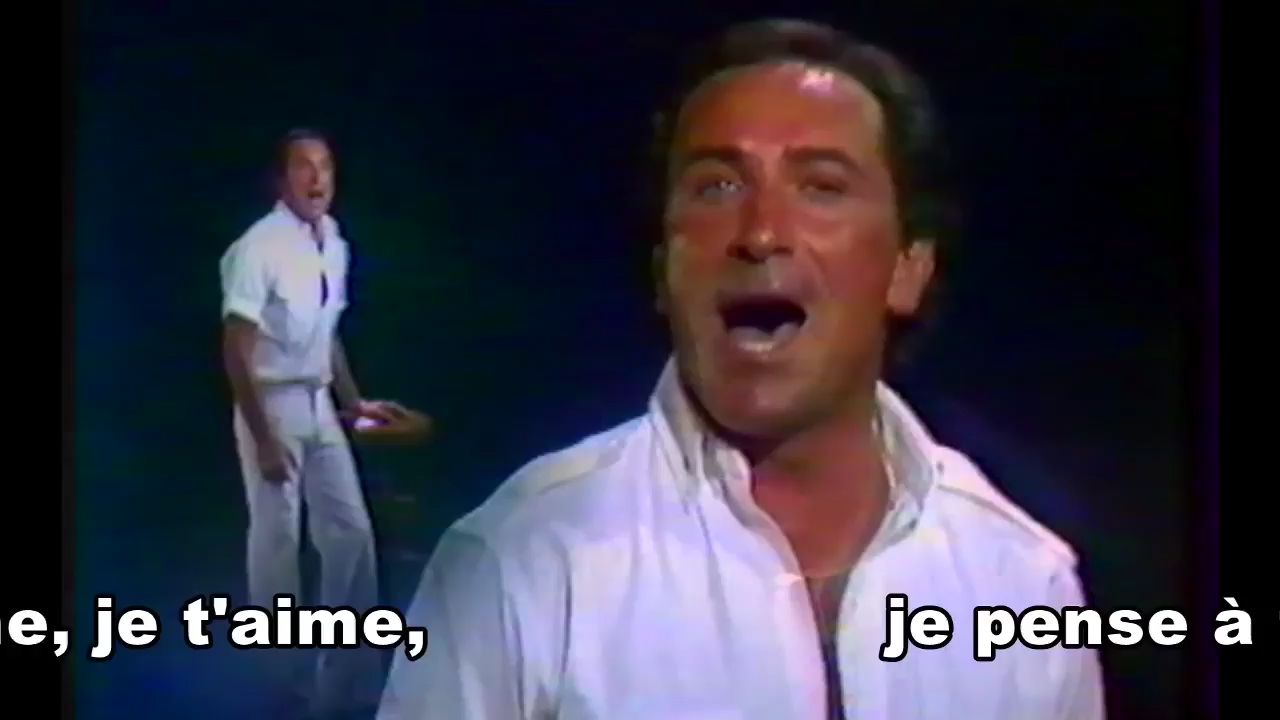 e, je t'aime, je pense à